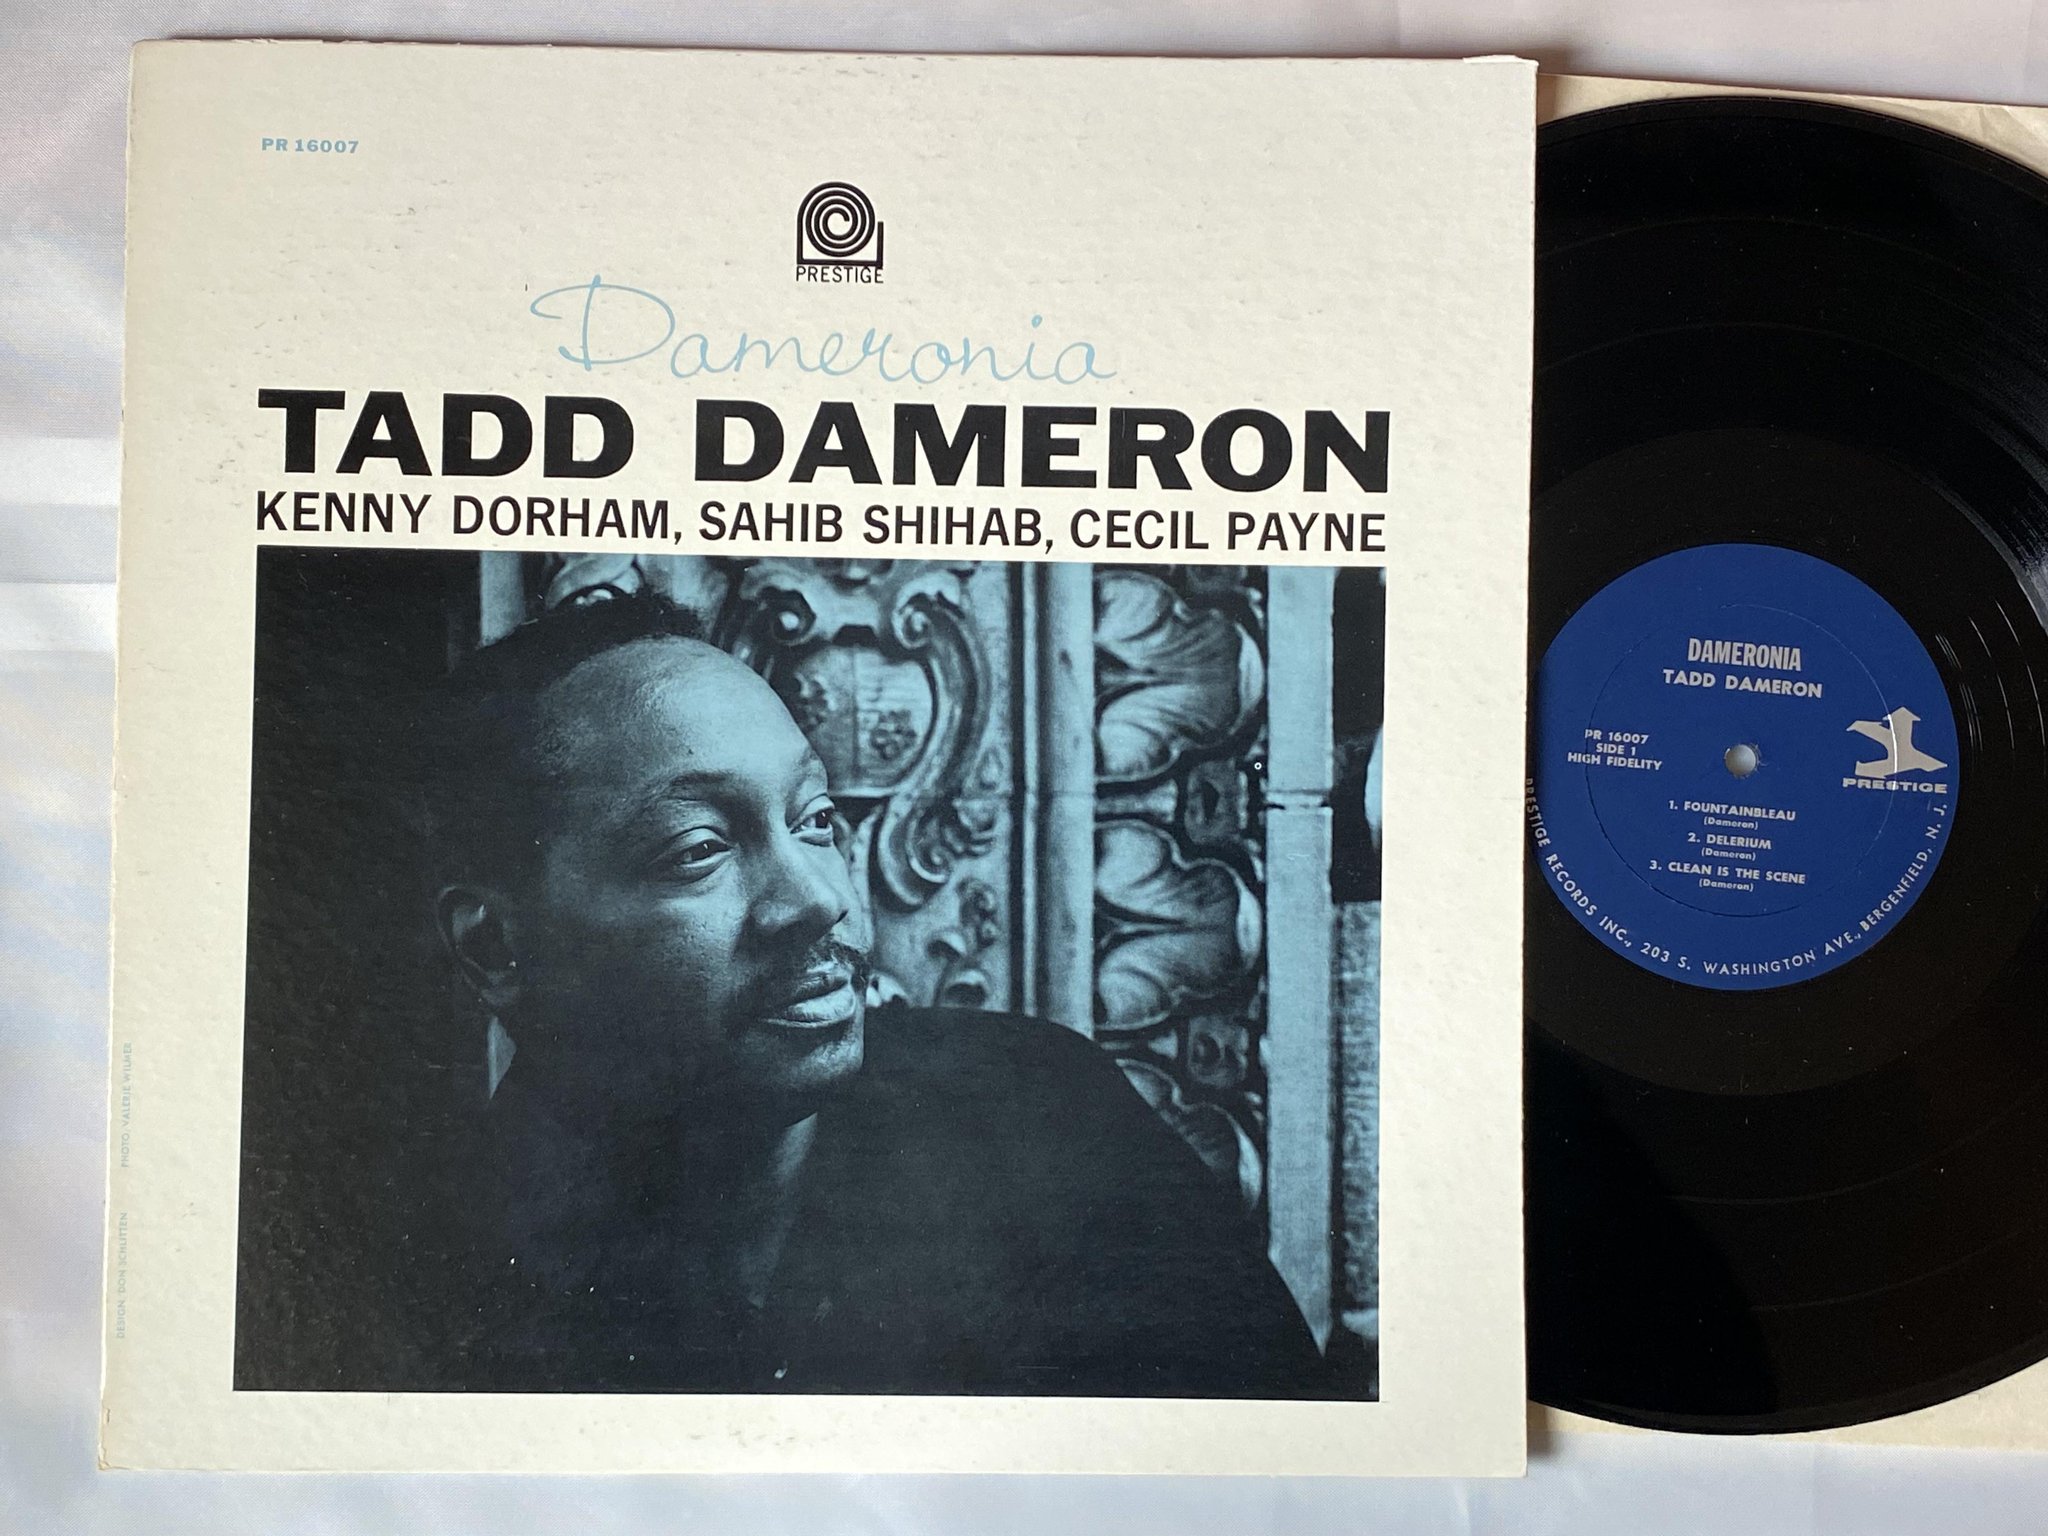 PR 16007
PRESTIGE
Dameronia
TADD DAMERON
KENNY DORHAM, SAHIB SHIHAB, CECIL PAYNE
DESIGN DON SCHLITTEN PHOTO VALERIE WILMER
DAMERONIA
TADD DAMERON
PR 16007
SIDE 1
HIGH FIDELITY
PRESTIGE
1. FOUNTAINBLEAU
(Dameron)
2. DELERIUM
(Dameron)
3. CLEAN IS THE SCENE
(Dameron)
PRESTIGE RECORDS INC., 203 S. WASHINGTON AVE., BERGENFIELD, N. J.